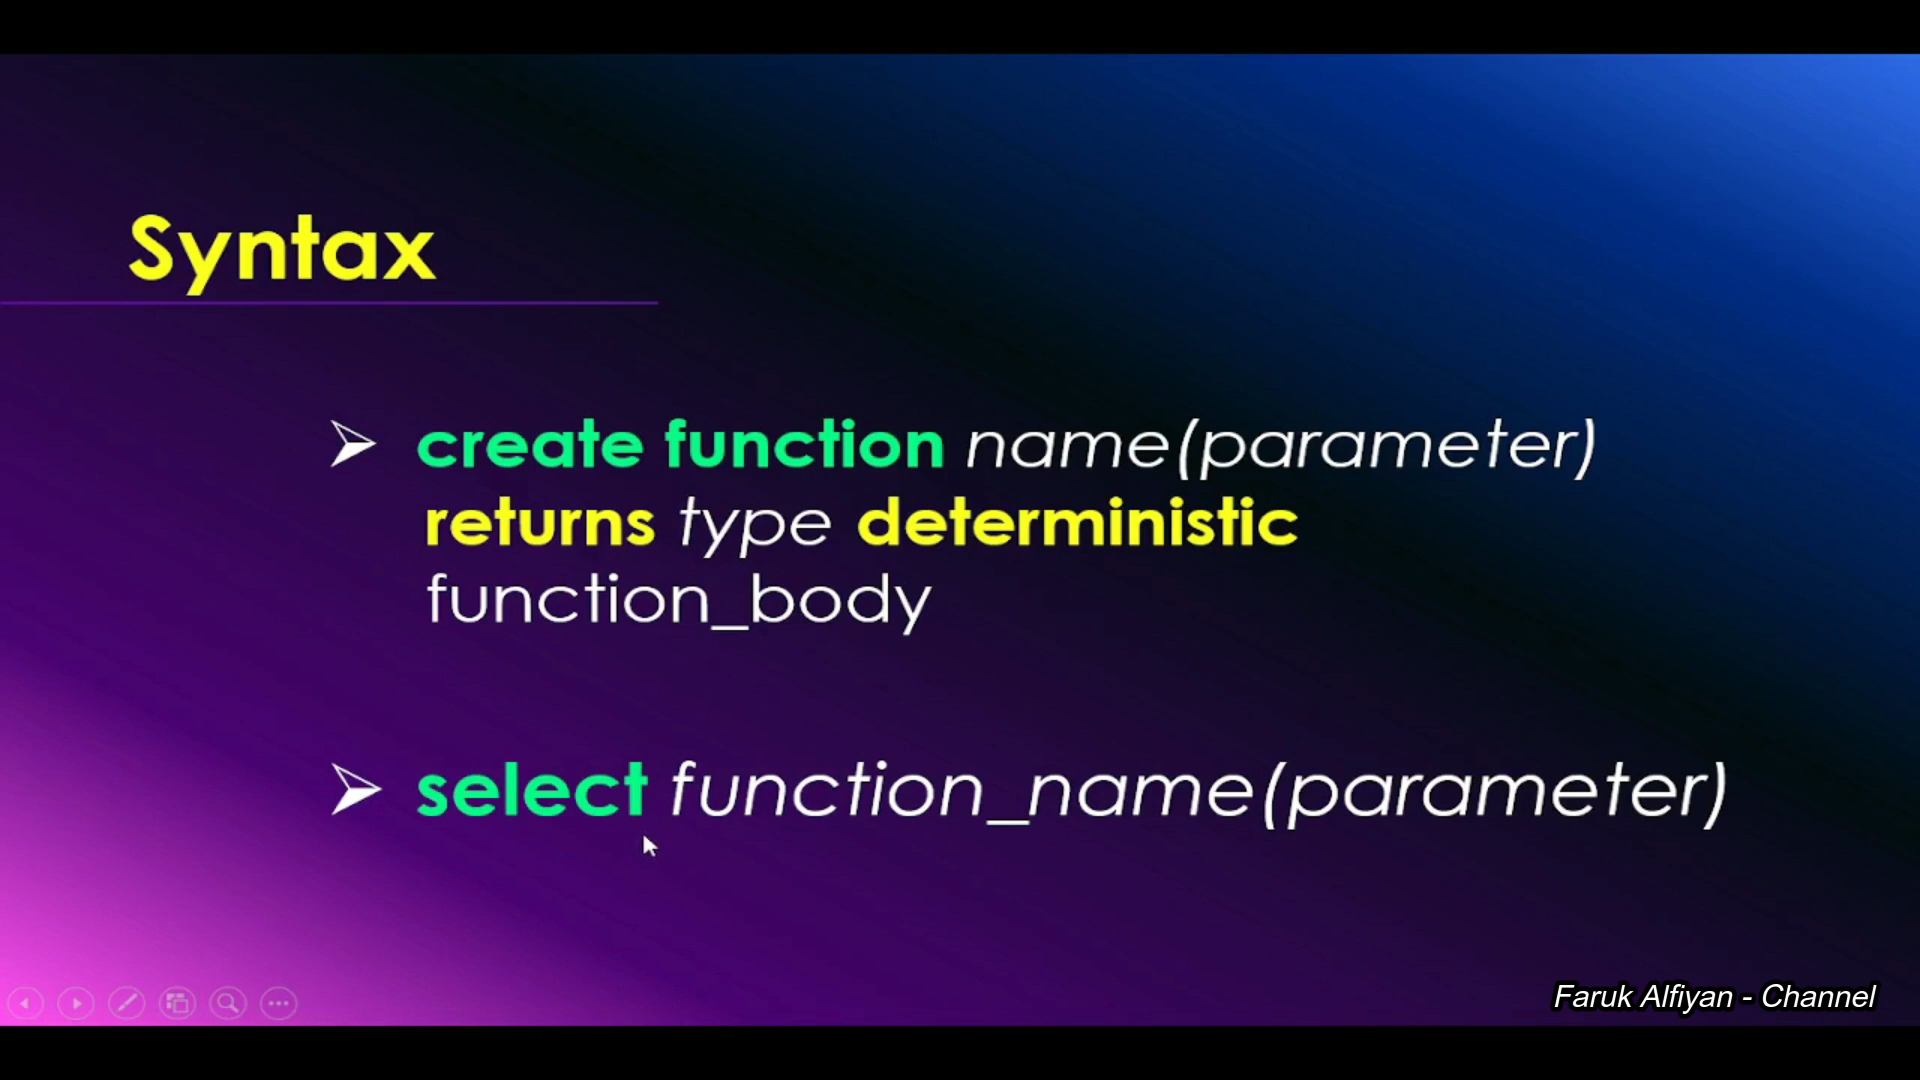 Syntax
create function name(parameter)
returns type deterministic
function_body
select function_name(parameter)
Faruk Alfiyan - Channel